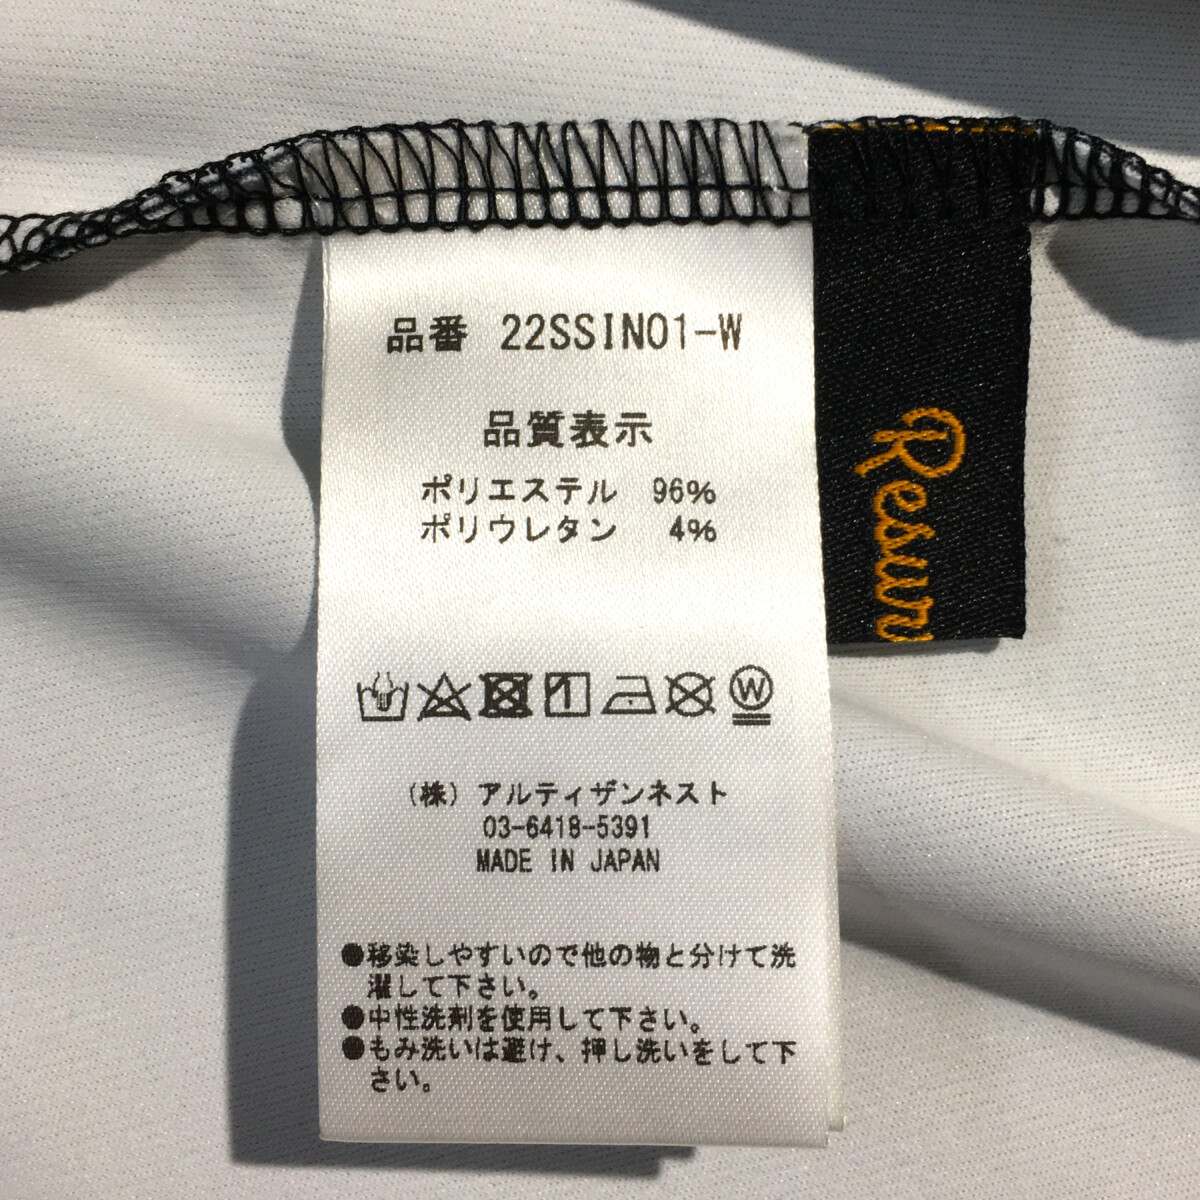 品番 22SSIN01-W
品質表示
ポリエステル 96%
ポリウレタン 4%
W
(株) アルティザンネスト
03-6418-5391
MADE IN JAPAN
●移染しやすいので他の物と分けて洗
濯して下さい。
●中性洗剤を使用して下さい。
●もみ洗いは避け、押し洗いをして下
さい。
Resur